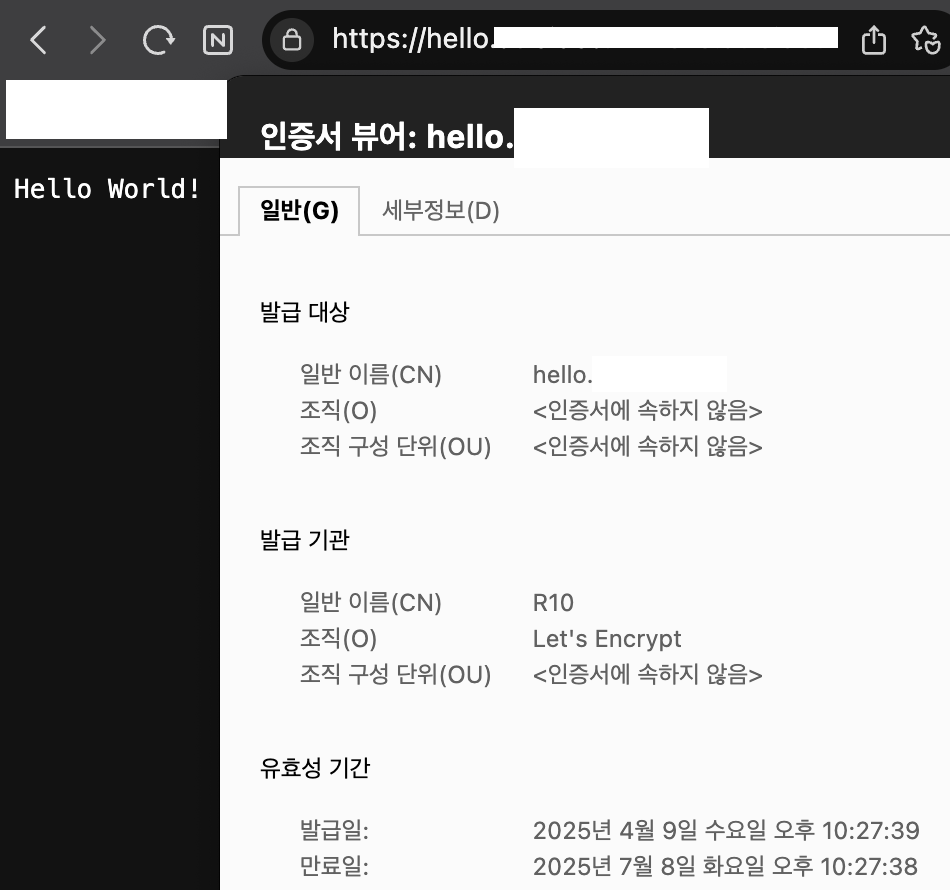 https://hello.
인증서 뷰어: hello.
Hello World!
일반(G) 세부정보(D)
발급 대상
일반 이름(CN) hello.
조직(O) <인증서에 속하지 않음>
조직 구성 단위(OU) <인증서에 속하지 않음>
발급 기관
일반 이름(CN) R10
조직(O) Let's Encrypt
조직 구성 단위(OU) <인증서에 속하지 않음>
유효성 기간
발급일: 2025년 4월 9일 수요일 오후 10:27:39
만료일: 2025년 7월 8일 화요일 오후 10:27:38